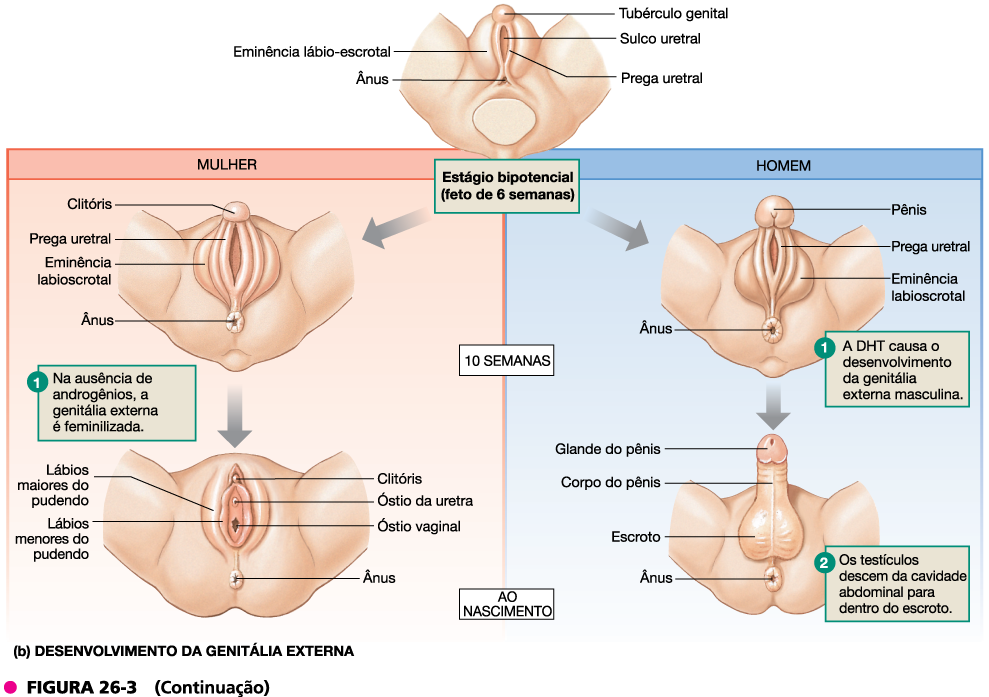 Tubérculo genital
Sulco uretral
Eminência lábio-escrotal
Ânus
Prega uretral
MULHER
HOMEM
Estágio bipotencial
(feto de 6 semanas)
Clitóris
Prega uretral
Eminência
labioscrotal
Ânus
Pênis
Prega uretral
Eminência
labioscrotal
Ânus
10 SEMANAS
1 Na ausência de
androgênios, a
genitália externa
é feminilizada.
1 A DHT causa o
desenvolvimento
da genitália
externa masculina.
Lábios
maiores do
pudendo
Lábios
menores do
pudendo
Clitóris
Óstio da uretra
Óstio vaginal
Ânus
Glande do pênis
Corpo do pênis
Escroto
Ânus
2 Os testículos
descem da cavidade
abdominal para
dentro do escroto.
AO
NASCIMENTO
(b) DESENVOLVIMENTO DA GENITÁLIA EXTERNA
FIGURA 26-3 (Continuação)